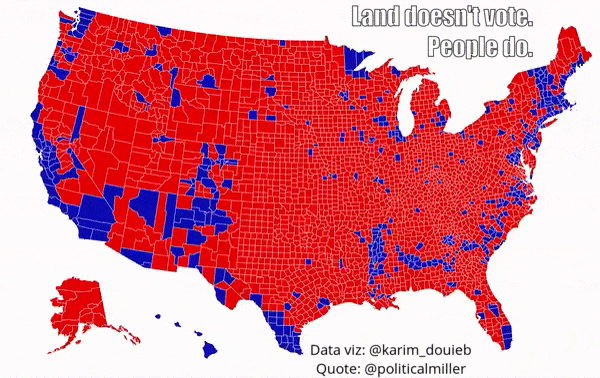 Land doesn't vote.
People do.
Data viz: @karim_douieb
Quote: @politicalmiller